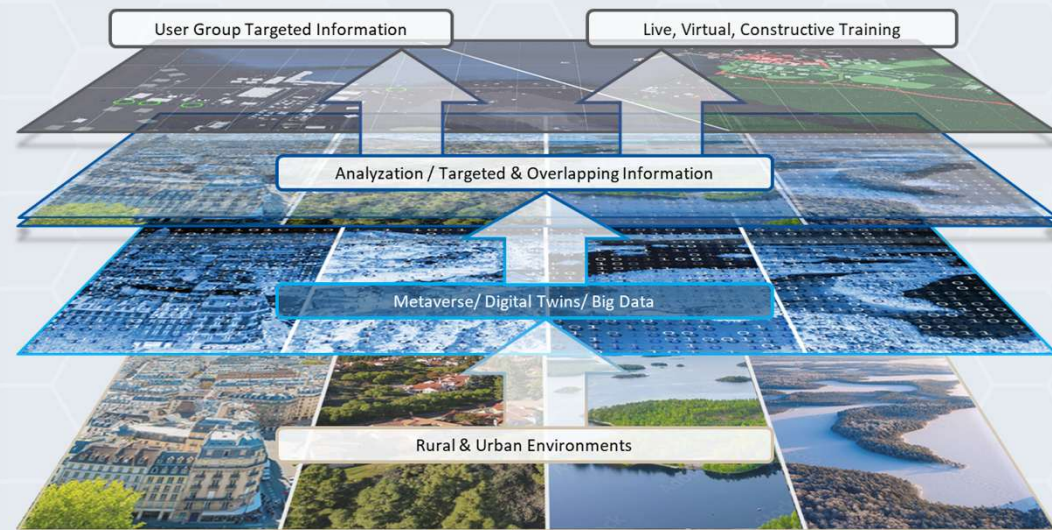 User Group Targeted Information
Live, Virtual, Constructive Training
Analyzation / Targeted & Overlapping Information
Metaverse/ Digital Twins/ Big Data
Rural & Urban Environments